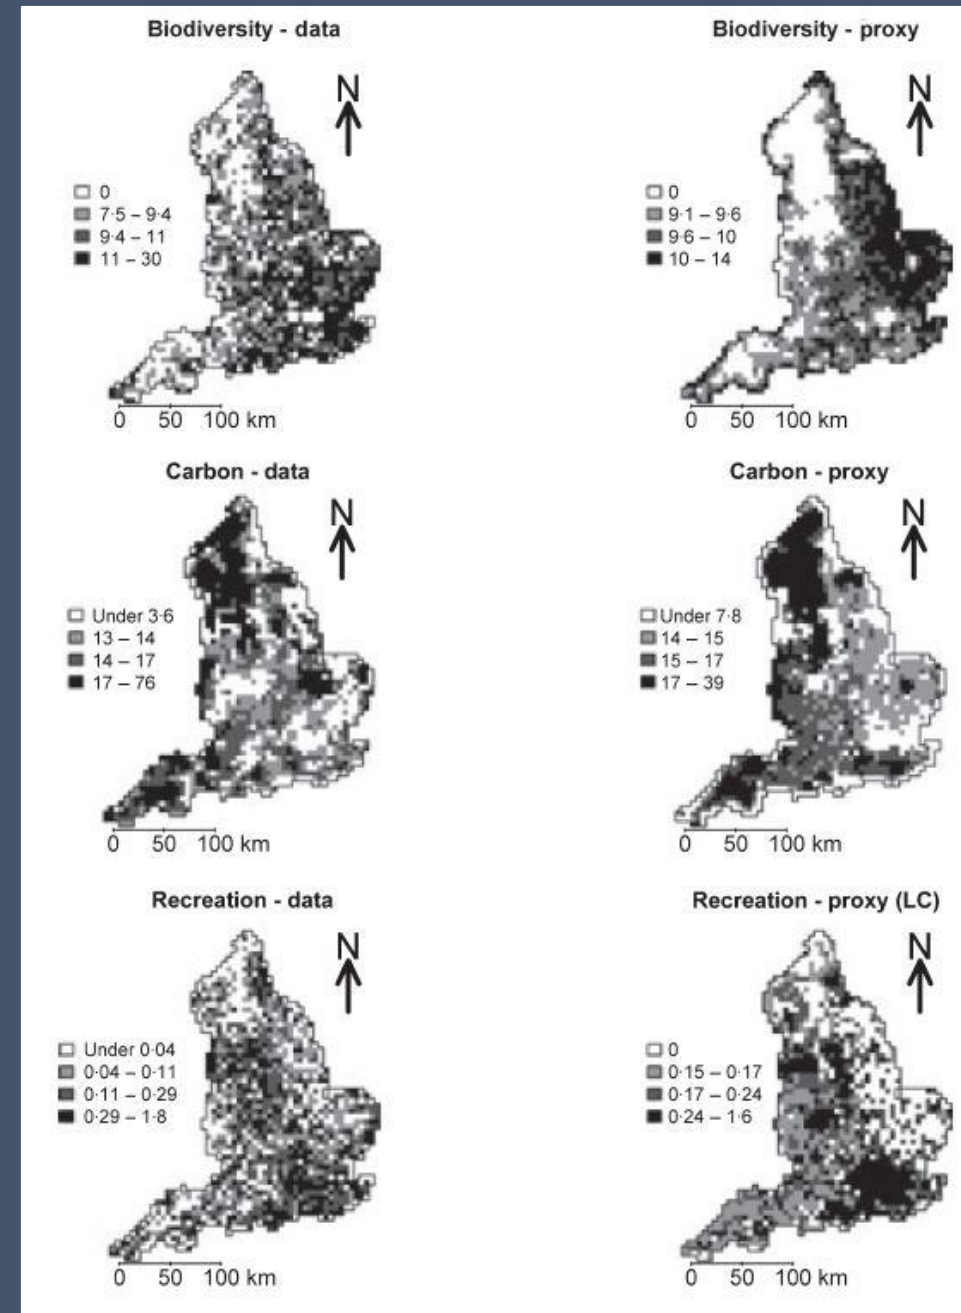 Biodiversity - data
N
0
7·5 – 9·4
9·4 – 11
11 – 30
0 50 100 km
Biodiversity - proxy
N
0
9·1 – 9·6
9·6 – 10
10 – 14
0 50 100 km
Carbon - data
N
Under 3·6
13 – 14
14 – 17
17 – 76
0 50 100 km
Carbon - proxy
N
Under 7·8
14 – 15
15 – 17
17 – 39
0 50 100 km
Recreation - data
N
Under 0·04
0·04 – 0·11
0·11 – 0·29
0·29 – 1·8
0 50 100 km
Recreation - proxy (LC)
N
0
0·15 – 0·17
0·17 – 0·24
0·24 – 1·6
0 50 100 km